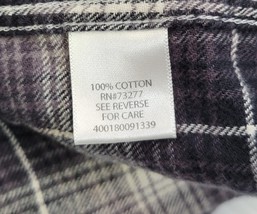 100% COTTON
RN#73277
SEE REVERSE
FOR CARE
400180091339